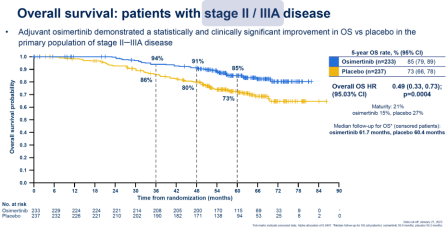 Overall survival: patients with stage II / IIIA disease
• Adjuvant osimertinib demonstrated a statistically and clinically significant improvement in OS vs placebo in the
primary population of stage II–IIIA disease
5-year OS rate, % (95% CI)
Osimertinib (n=233) 85 (79, 89)
Placebo (n=237) 73 (66, 78)
Overall OS HR 0.49 (0.33, 0.73);
(95.03% CI) p=0.0004
Maturity: 21%
osimertinib 15%, placebo 27%
Median follow-up for OS* (censored patients):
osimertinib 61.7 months, placebo 60.4 months
Overall survival probability
1.0
0.9
0.8
0.7
0.6
0.5
0.4
0.3
0.2
0.1
0.0
94%
91%
85%
86%
80%
73%
0 6 12 18 24 30 36 42 48 54 60 66 72 78 84 90
Time from randomization (months)
No. at risk
Osimertinib 233 229 224 224 221 214 208 205 200 170 115 69 33 9 0 -
Placebo 237 232 226 221 210 202 190 182 171 138 94 53 25 8 2 0